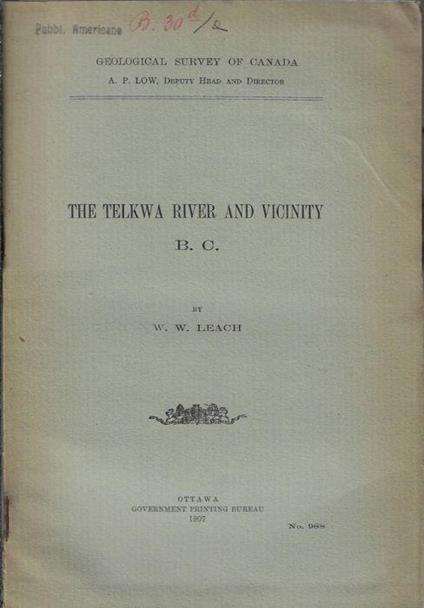 Pubbl. Americane
B. 30d/2
GEOLOGICAL SURVEY OF CANADA
A. P. LOW, DEPUTY HEAD AND DIRECTOR
THE TELKWA RIVER AND VICINITY
B. C.
BY
W. W. LEACH
OTTAWA
GOVERNMENT PRINTING BUREAU
1907
No. 988